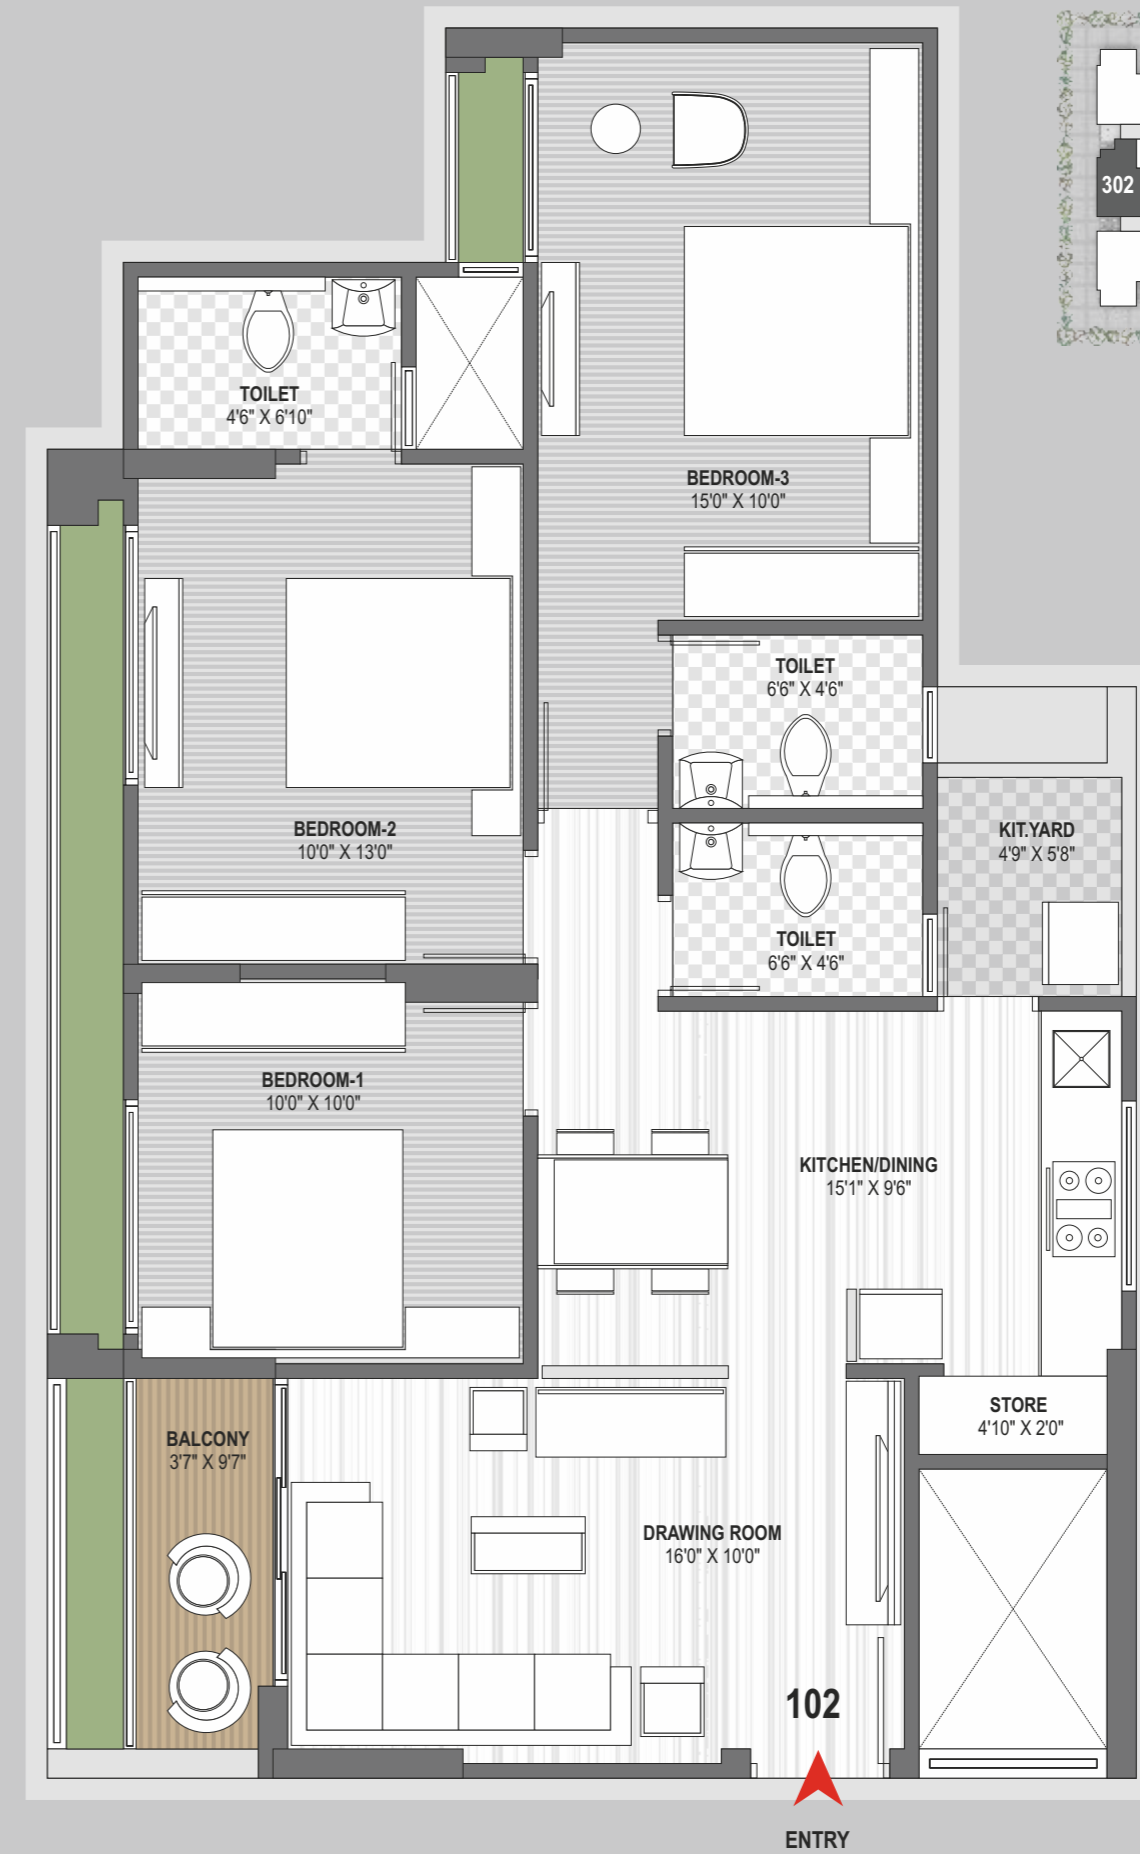 302
TOILET
4'6" X 6'10"
BEDROOM-3
15'0" X 10'0"
TOILET
6'6" X 4'6"
BEDROOM-2
10'0" X 13'0"
KIT.YARD
4'9" X 5'8"
TOILET
6'6" X 4'6"
BEDROOM-1
10'0" X 10'0"
KITCHEN/DINING
15'1" X 9'6"
STORE
4'10" X 2'0"
BALCONY
3'7" X 9'7"
DRAWING ROOM
16'0" X 10'0"
102
ENTRY